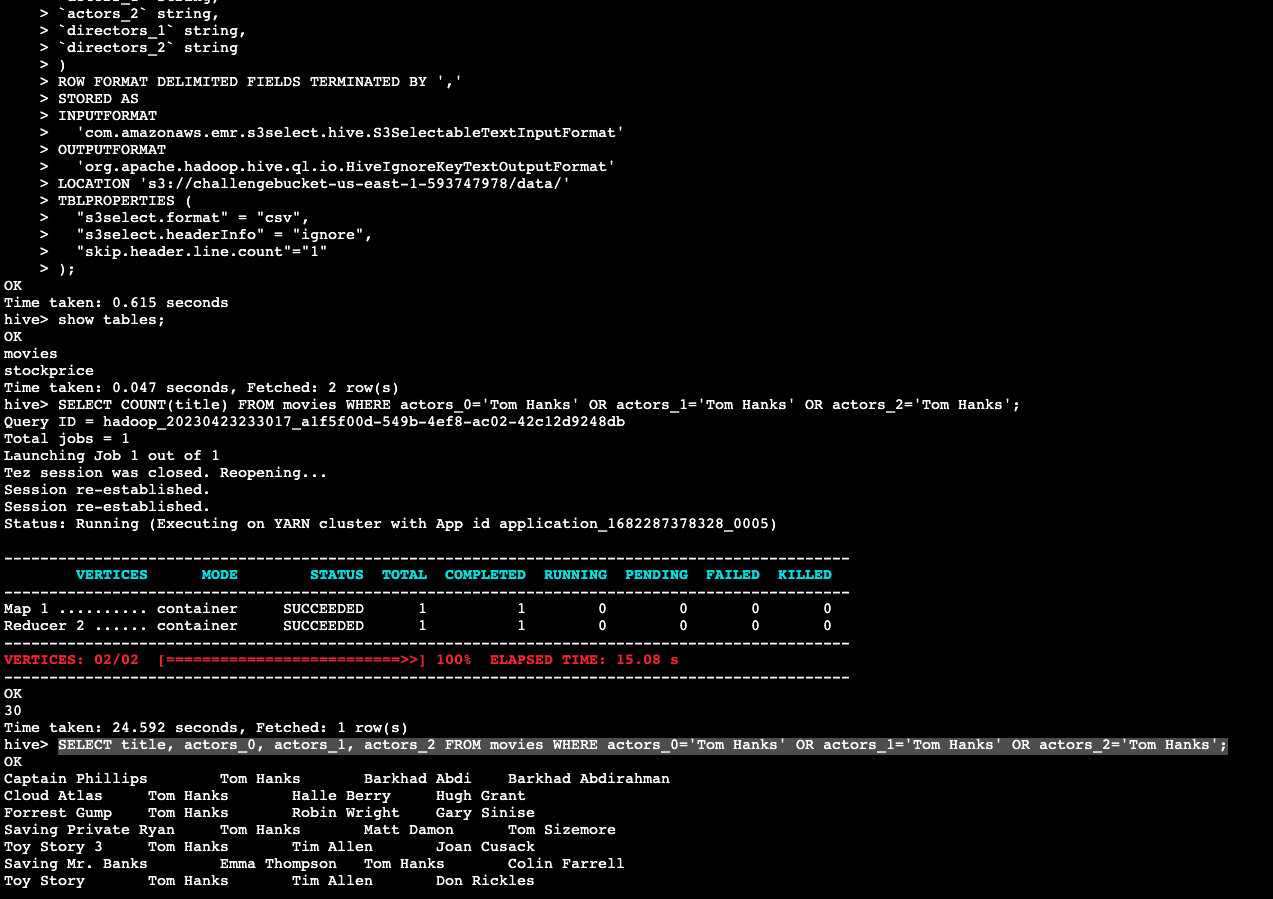 > `actors_2` string,
> `directors_1` string,
> `directors_2` string
> )
> ROW FORMAT DELIMITED FIELDS TERMINATED BY ','
> STORED AS
> INPUTFORMAT
>   'com.amazonaws.emr.s3select.hive.S3SelectableTextInputFormat'
> OUTPUTFORMAT
>   'org.apache.hadoop.hive.ql.io.HiveIgnoreKeyTextOutputFormat'
> LOCATION 's3://challengebucket-us-east-1-593747978/data/'
> TBLPROPERTIES (
>   "s3select.format" = "csv",
>   "s3select.headerInfo" = "ignore",
>   "skip.header.line.count"="1"
> );
OK
Time taken: 0.615 seconds
hive> show tables;
OK
movies
stockprice
Time taken: 0.047 seconds, Fetched: 2 row(s)
hive> SELECT COUNT(title) FROM movies WHERE actors_0='Tom Hanks' OR actors_1='Tom Hanks' OR actors_2='Tom Hanks';
Query ID = hadoop_20230423233017_a1f5f00d-549b-4ef8-ac02-42c12d9248db
Total jobs = 1
Launching Job 1 out of 1
Tez session was closed. Reopening...
Session re-established.
Session re-established.
Status: Running (Executing on YARN cluster with App id application_1682287378328_0005)
----------------------------------------------------------------------------------------------
VERTICES      MODE        STATUS  TOTAL  COMPLETED  RUNNING  PENDING  FAILED  KILLED
----------------------------------------------------------------------------------------------
Map 1 .......... container     SUCCEEDED      1          1        0        0       0       0
Reducer 2 ...... container     SUCCEEDED      1          1        0        0       0       0
----------------------------------------------------------------------------------------------
VERTICES: 02/02  [==========================>>] 100%  ELAPSED TIME: 15.08 s
----------------------------------------------------------------------------------------------
OK
30
Time taken: 24.592 seconds, Fetched: 1 row(s)
hive> SELECT title, actors_0, actors_1, actors_2 FROM movies WHERE actors_0='Tom Hanks' OR actors_1='Tom Hanks' OR actors_2='Tom Hanks';
OK
Captain Phillips        Tom Hanks       Barkhad Abdi    Barkhad Abdirahman
Cloud Atlas     Tom Hanks       Halle Berry     Hugh Grant
Forrest Gump    Tom Hanks       Robin Wright    Gary Sinise
Saving Private Ryan     Tom Hanks       Matt Damon      Tom Sizemore
Toy Story 3     Tom Hanks       Tim Allen       Joan Cusack
Saving Mr. Banks        Emma Thompson   Tom Hanks       Colin Farrell
Toy Story       Tom Hanks       Tim Allen       Don Rickles